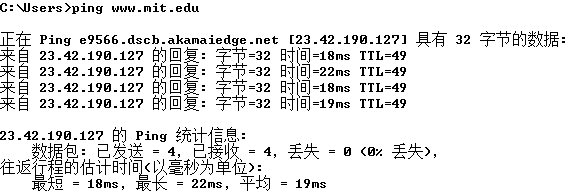 C:\Users>ping www.mit.edu
正在 Ping e9566.dscb.akamaiedge.net [23.42.190.127] 具有 32 字节的数据:
来自 23.42.190.127 的回复: 字节=32 时间=18ms TTL=49
来自 23.42.190.127 的回复: 字节=32 时间=22ms TTL=49
来自 23.42.190.127 的回复: 字节=32 时间=18ms TTL=49
来自 23.42.190.127 的回复: 字节=32 时间=19ms TTL=49
23.42.190.127 的 Ping 统计信息:
数据包: 已发送 = 4，已接收 = 4，丢失 = 0 (0% 丢失)，
往返行程的估计时间(以毫秒为单位):
最短 = 18ms，最长 = 22ms，平均 = 19ms